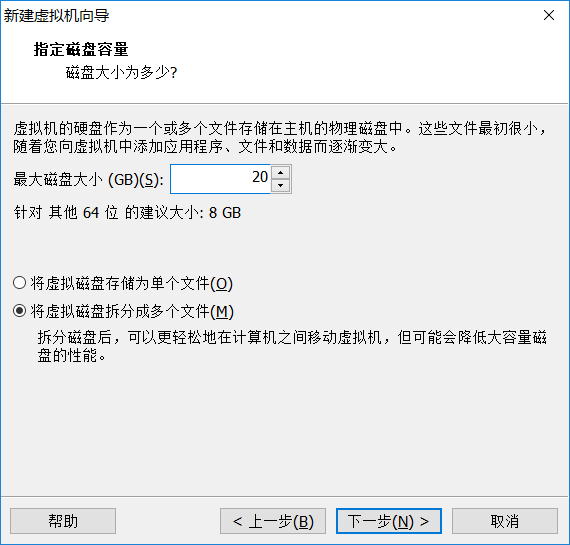 新建虚拟机向导
指定磁盘容量
磁盘大小为多少?
虚拟机的硬盘作为一个或多个文件存储在主机的物理磁盘中。这些文件最初很小，
随着您向虚拟机中添加应用程序、文件和数据而逐渐变大。
最大磁盘大小 (GB)(S): 20
针对 其他 64 位 的建议大小: 8 GB
将虚拟磁盘存储为单个文件(O)
将虚拟磁盘拆分成多个文件(M)
拆分磁盘后，可以更轻松地在计算机之间移动虚拟机，但可能会降低大容量磁
盘的性能。
帮助 < 上一步(B) 下一步(N) > 取消